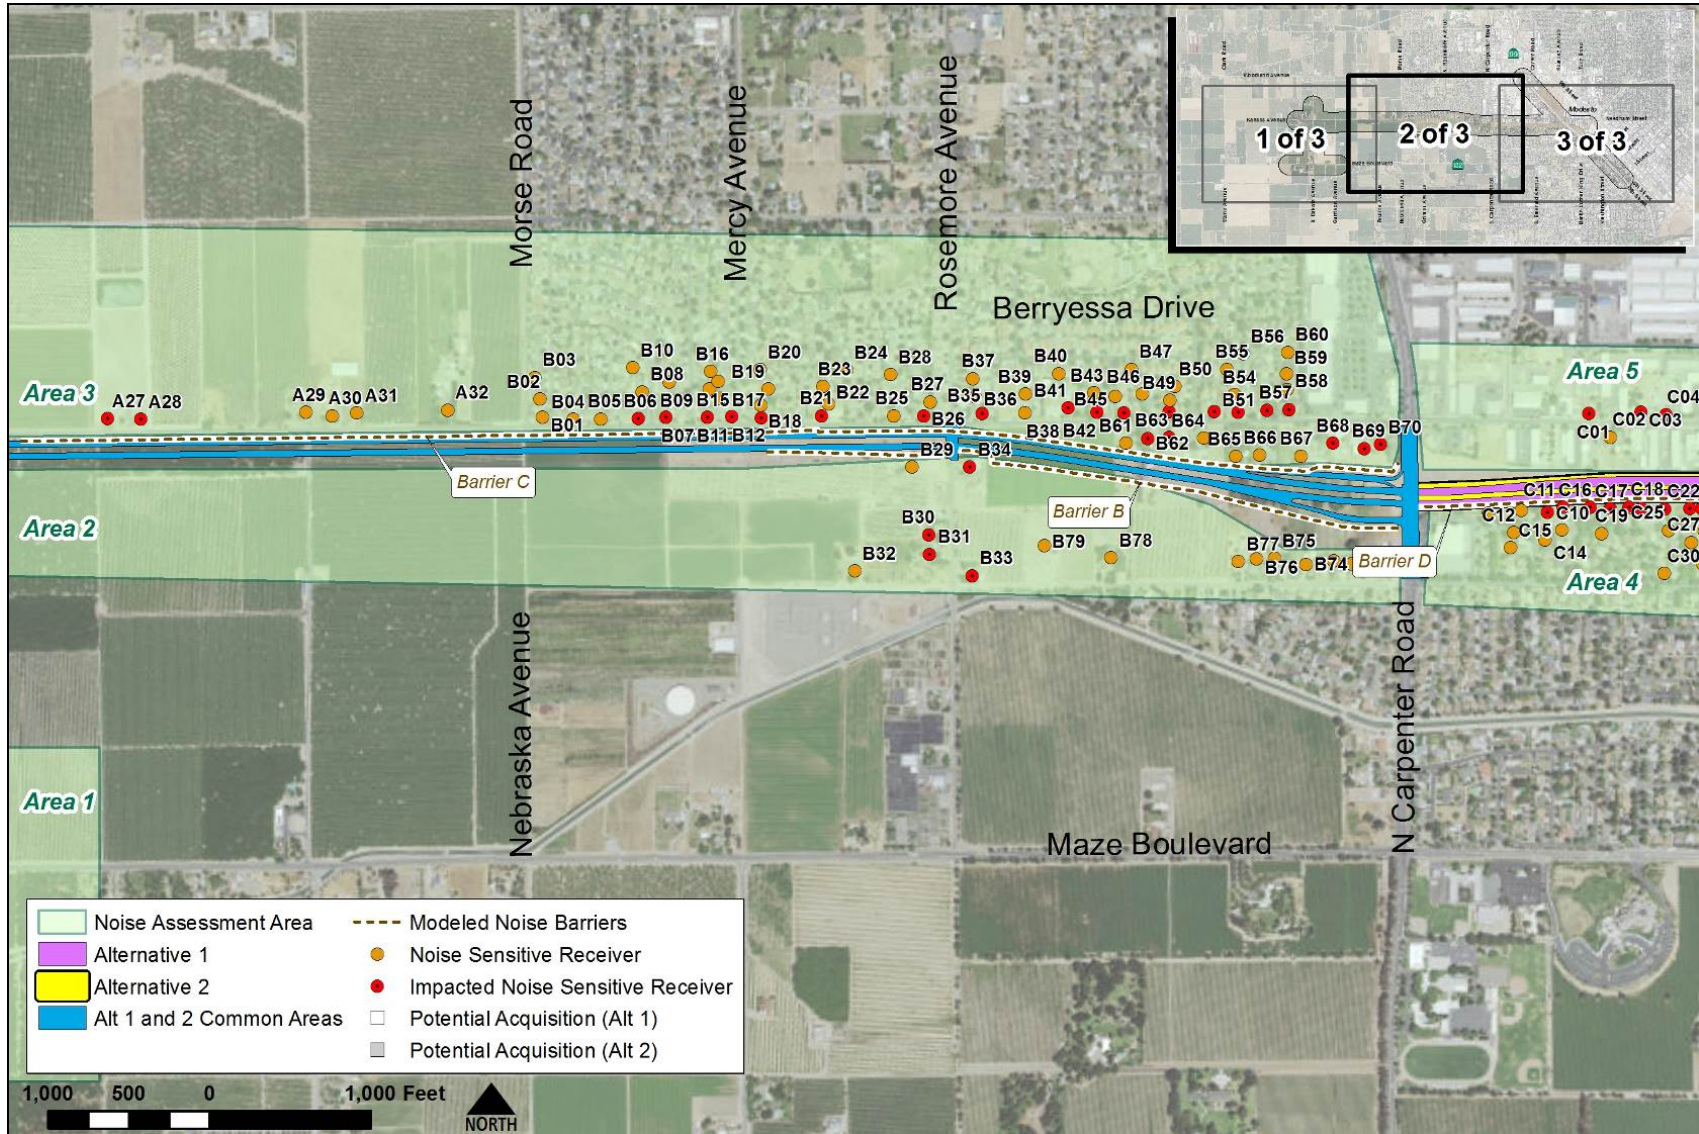 1 of 3
2 of 3
3 of 3
Morse Road
Mercy Avenue
Rosemore Avenue
Berryessa Drive
B56
B60
B03
B10
B16
B20
B24
B28
B37
B40
B47
B50
B55
B59
B02
B08
B19
B23
B39
B43
B46
B49
B54
B58
Area 3
A27
A28
A29
A30
A31
A32
B04
B05
B06
B09
B15
B17
B21
B22
B25
B27
B35
B36
B41
B45
B51
B57
B01
B07
B11
B12
B18
B26
B38
B42
B61
B63
B64
B62
B65
B66
B67
B68
B69
B70
Area 5
C01
C02
C03
C04
B29
B34
Barrier C
Barrier B
Barrier D
Area 2
B30
B31
B32
B33
B79
B78
B77
B75
B76
B74
C11
C16
C17
C18
C22
C12
C15
C10
C19
C25
C27
C14
C30
Area 4
Nebraska Avenue
N Carpenter Road
Area 1
Maze Boulevard
Noise Assessment Area
Alternative 1
Alternative 2
Alt 1 and 2 Common Areas
Modeled Noise Barriers
Noise Sensitive Receiver
Impacted Noise Sensitive Receiver
Potential Acquisition (Alt 1)
Potential Acquisition (Alt 2)
1,000 500 0 1,000 Feet
NORTH